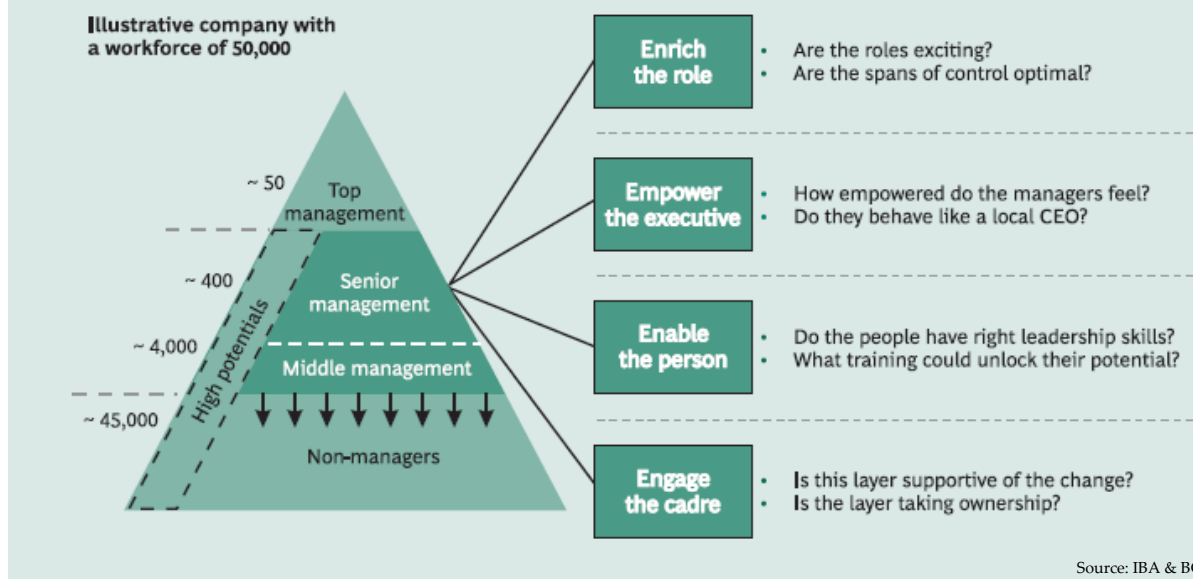 Illustrative company with
a workforce of 50,000
~ 50
Top
management
~ 400
Senior
management
~ 4,000
Middle management
High potentials
~ 45,000
Non-managers
Enrich
the role
• Are the roles exciting?
• Are the spans of control optimal?
Empower
the executive
• How empowered do the managers feel?
• Do they behave like a local CEO?
Enable
the person
• Do the people have right leadership skills?
• What training could unlock their potential?
Engage
the cadre
• Is this layer supportive of the change?
• Is the layer taking ownership?
Source: IBA &